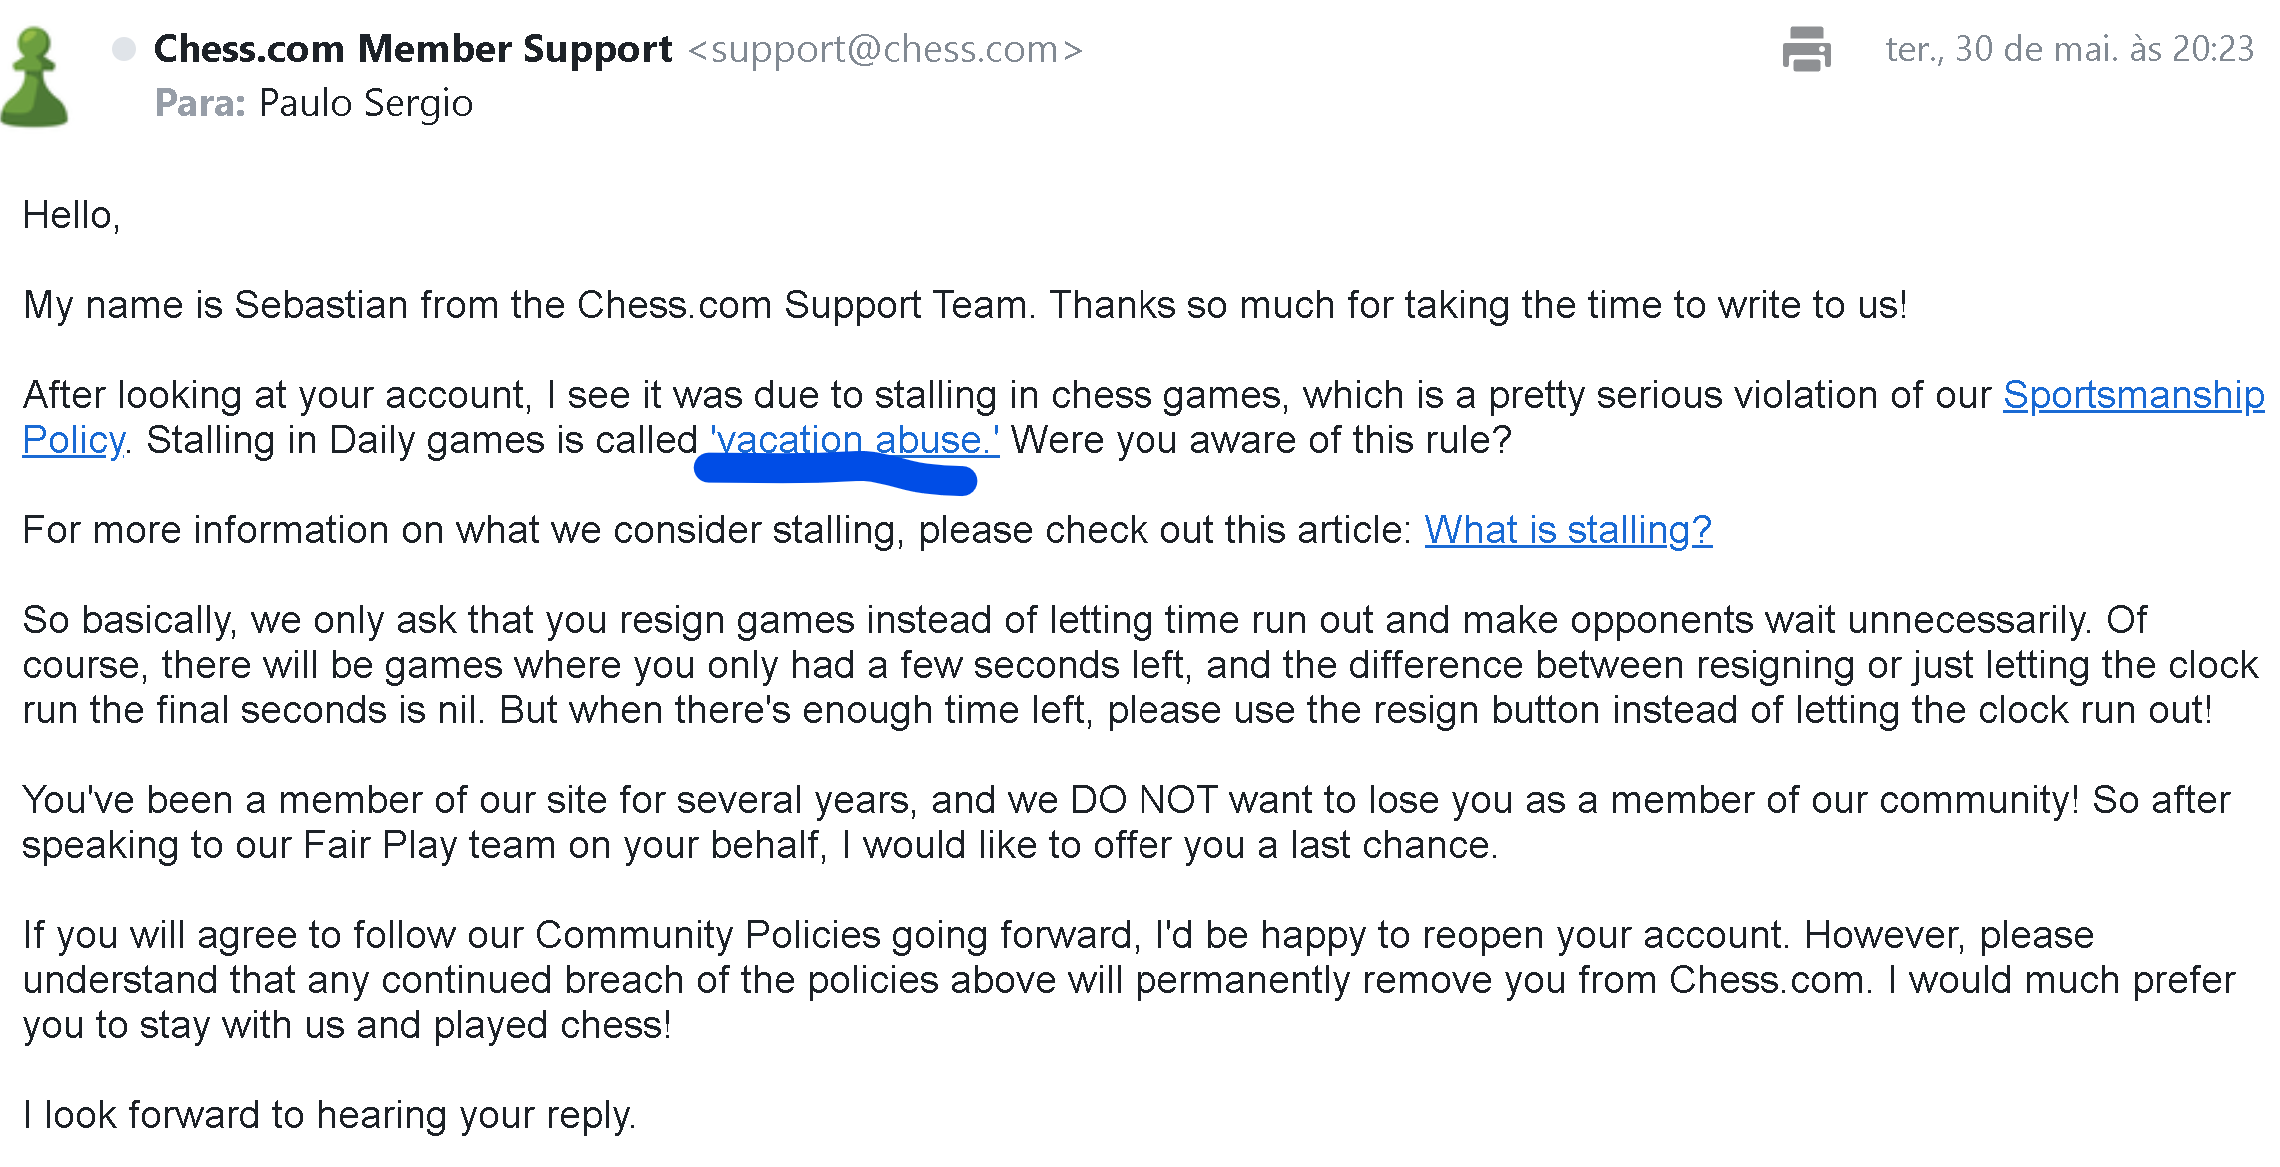 Chess.com Member Support <support@chess.com>
ter., 30 de mai. às 20:23
Para: Paulo Sergio
Hello,
My name is Sebastian from the Chess.com Support Team. Thanks so much for taking the time to write to us!
After looking at your account, I see it was due to stalling in chess games, which is a pretty serious violation of our Sportsmanship
Policy. Stalling in Daily games is called 'vacation abuse.' Were you aware of this rule?
For more information on what we consider stalling, please check out this article: What is stalling?
So basically, we only ask that you resign games instead of letting time run out and make opponents wait unnecessarily. Of
course, there will be games where you only had a few seconds left, and the difference between resigning or just letting the clock
run the final seconds is nil. But when there's enough time left, please use the resign button instead of letting the clock run out!
You've been a member of our site for several years, and we DO NOT want to lose you as a member of our community! So after
speaking to our Fair Play team on your behalf, I would like to offer you a last chance.
If you will agree to follow our Community Policies going forward, I'd be happy to reopen your account. However, please
understand that any continued breach of the policies above will permanently remove you from Chess.com. I would much prefer
you to stay with us and played chess!
I look forward to hearing your reply.